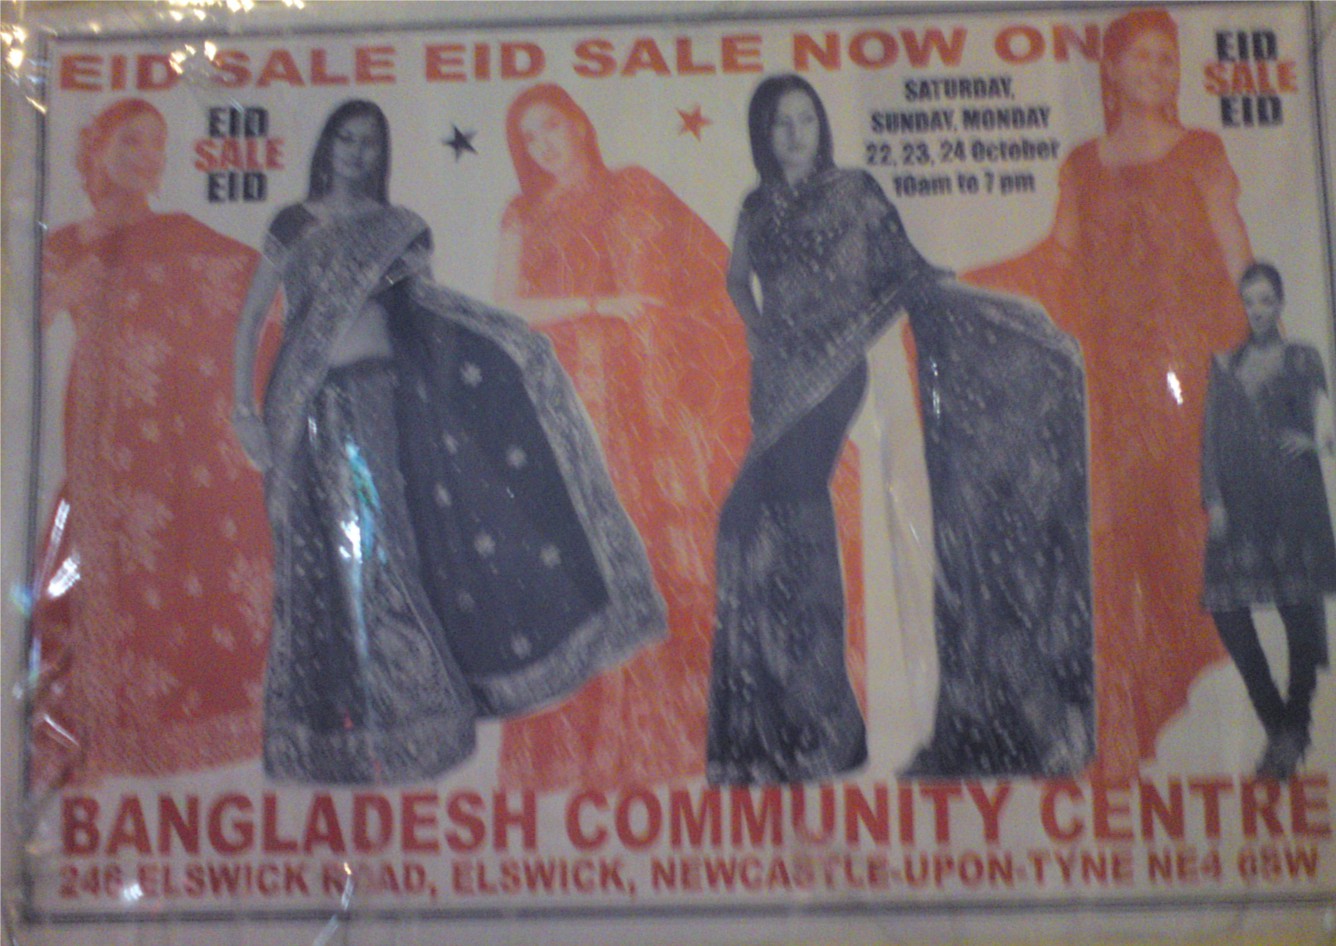 EID SALE EID SALE NOW ON
EID
SALE
EID
SATURDAY,
SUNDAY, MONDAY
22, 23, 24 October
10am to 7 pm
EID
SALE
EID
BANGLADESH COMMUNITY CENTRE
246 ELSWICK ROAD, ELSWICK, NEWCASTLE-UPON-TYNE NE4